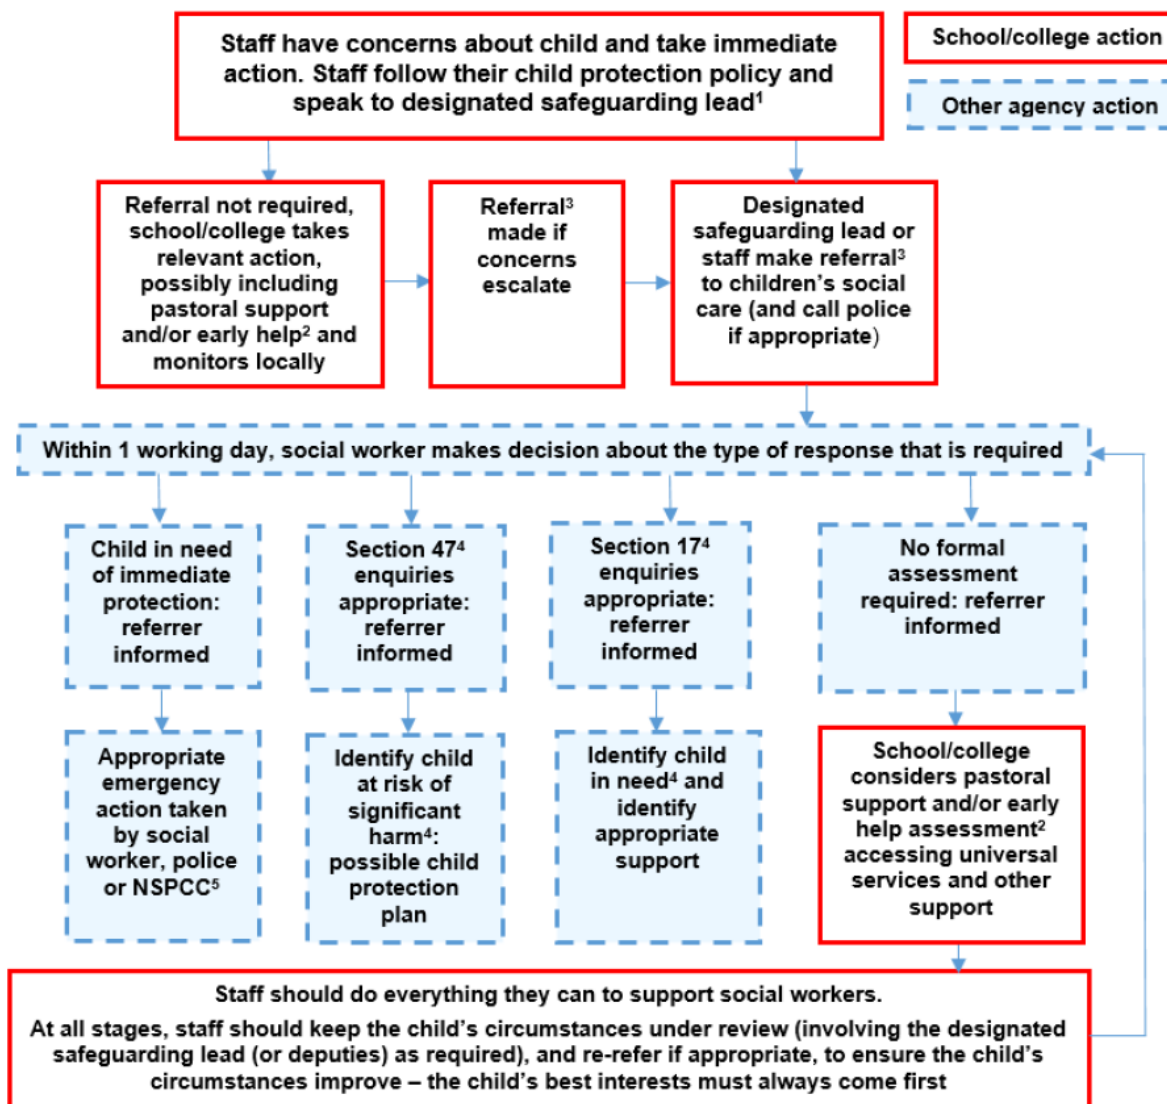 Staff have concerns about child and take immediate
action. Staff follow their child protection policy and
speak to designated safeguarding lead¹
School/college action
Other agency action
Referral not required,
school/college takes
relevant action,
possibly including
pastoral support
and/or early help² and
monitors locally
Referral³
made if
concerns
escalate
Designated
safeguarding lead or
staff make referral³
to children’s social
care (and call police
if appropriate)
Within 1 working day, social worker makes decision about the type of response that is required
Child in need
of immediate
protection:
referrer
informed
Section 47⁴
enquiries
appropriate:
referrer
informed
Section 17⁴
enquiries
appropriate:
referrer
informed
No formal
assessment
required: referrer
informed
Appropriate
emergency
action taken
by social
worker, police
or NSPCC⁵
Identify child
at risk of
significant
harm⁴:
possible child
protection
plan
Identify child
in need⁴ and
identify
appropriate
support
School/college
considers pastoral
support and/or early
help assessment²
accessing universal
services and other
support
Staff should do everything they can to support social workers.
At all stages, staff should keep the child’s circumstances under review (involving the designated
safeguarding lead (or deputies) as required), and re-refer if appropriate, to ensure the child’s
circumstances improve – the child’s best interests must always come first